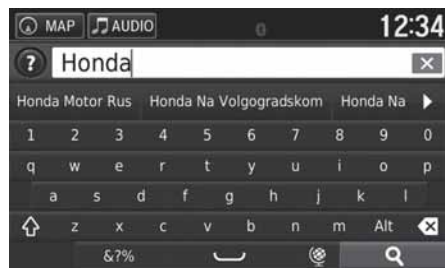 MAP AUDIO 0 12:34
? Honda
Honda Motor Rus Honda Na Volgogradskom Honda Na
1 2 3 4 5 6 7 8 9 0
q w e r t y u i o p
a s d f g h j k l
z x c v b n m Alt
&?%